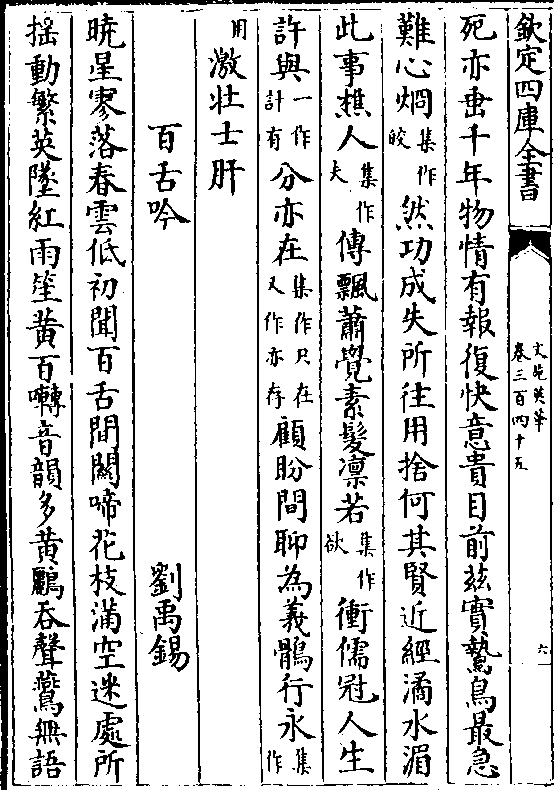 欽定四庫全書
文苑英華
卷三百四十五
六
死亦垂千年物情有報復快意貴目前茲實鷙鳥最急
難心烱集作皎然功成失所往用捨何其賢近經潏水湄
此事樵人集作夫傳飄蕭覺素髮凛若集作欲衝儒冠人生
許與一作計有分亦在集作只在又作亦存顧盼間聊為義鶻行永集作
用激壮士肝
百舌吟
劉禹錫
曉星寥落春雲低初聞百舌間關啼花枝滿空迷處所
揺動繁英墜紅雨笙黄百囀音韻多黄鸝吞聲鷰無語